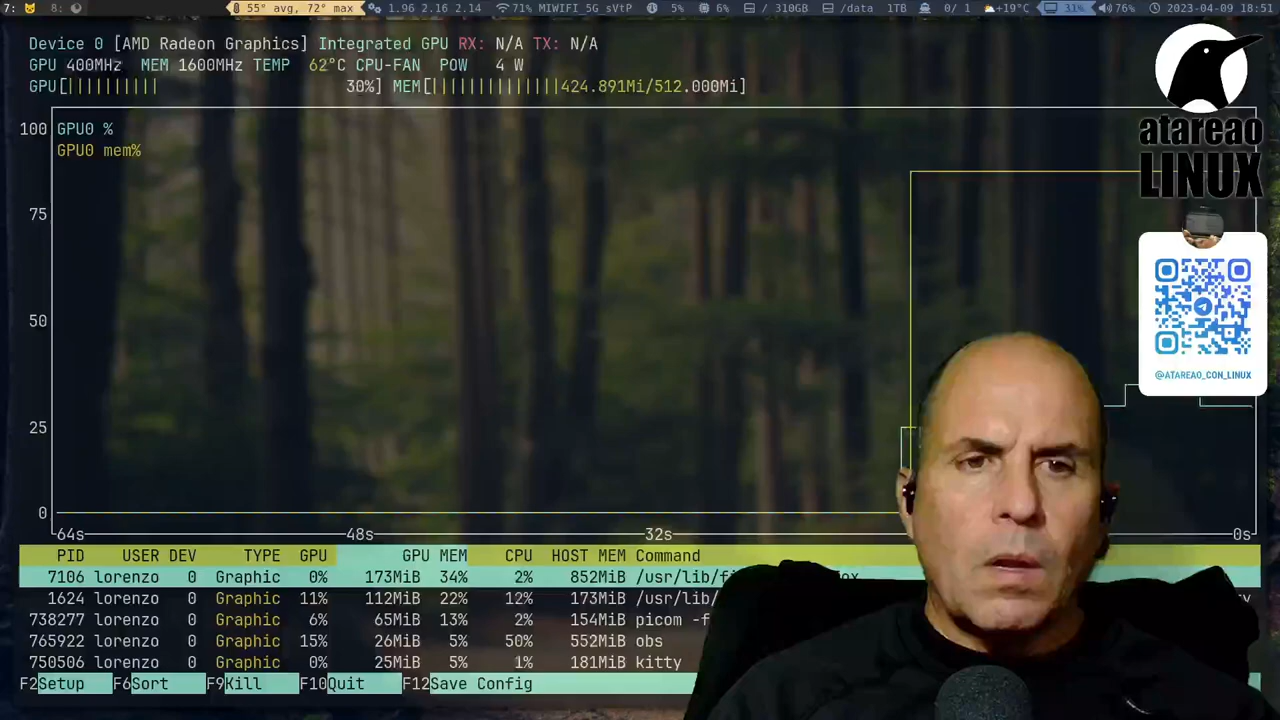 7: 8: 55° avg, 72° max 1.96 2.16 2.14 71% MIWIFI_5G sVtP 5% 6% / 310GB /data 1TB 0/ 1 +19°C 31% 76% 2023-04-09 18:51
Device 0 [AMD Radeon Graphics] Integrated GPU RX: N/A TX: N/A
GPU 400MHz MEM 1600MHz TEMP 62°C CPU-FAN POW 4 W
GPU[|||||||||| 30%] MEM[||||||||||||||424.891Mi/512.000Mi]
atareao
LINUX
100
GPU0 %
GPU0 mem%
75
50
25
0
64s 48s 32s 0s
@ATAREAO_CON_LINUX
PID USER DEV TYPE GPU GPU MEM CPU HOST MEM Command
7106 lorenzo 0 Graphic 0% 173MiB 34% 2% 852MiB /usr/lib/fi
1624 lorenzo 0 Graphic 11% 112MiB 22% 12% 173MiB /usr/lib/
738277 lorenzo 0 Graphic 6% 65MiB 13% 2% 154MiB picom -f
765922 lorenzo 0 Graphic 15% 26MiB 5% 50% 552MiB obs
750506 lorenzo 0 Graphic 0% 25MiB 5% 1% 181MiB kitty
F2Setup F6Sort F9Kill F10Quit F12Save Config